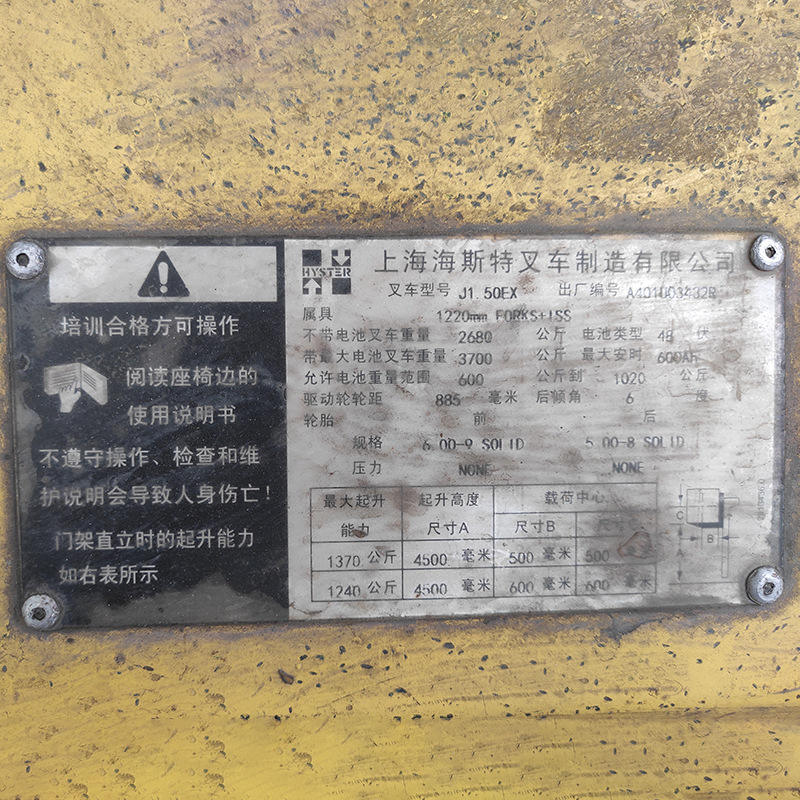 培训合格方可操作
阅读座椅边的
使用说明书
不遵守操作、检查和维
护说明会导致人身伤亡!
门架直立时的起升能力
如右表所示
HYSTER
上海海斯特叉车制造有限公司
叉车型号 J1.50EX 出厂编号
属具 1220mm FORKS+ISS
不带电池叉车重量 2680 公斤 电池类型 48 伏
带最大电池叉车重量 3700 公斤 最大安时 600Ah
允许电池重量范围 600 公斤到 1020 公斤
驱动轮轮距 885 毫米 后倾角 6 度
轮胎 前 后
规格 6.00-9 SOLID 5.00-8 SOLID
压力 NONE NONE
最大起升 起升高度 载荷中心
能力 尺寸A 尺寸B
1370 公斤 4500 毫米 500 毫米 500
1240 公斤 4500 毫米 600 毫米 600 毫米
C
A
B